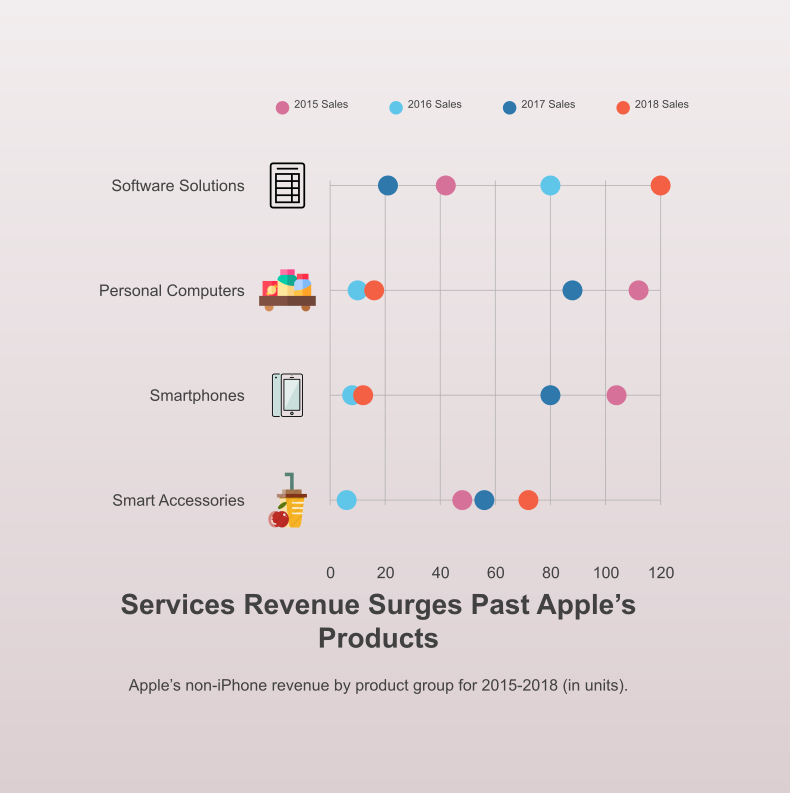 2015 Sales 2016 Sales 2017 Sales 2018 Sales
Software Solutions
Personal Computers
Smartphones
Smart Accessories
0 20 40 60 80 100 120
Services Revenue Surges Past Apple’s
Products
Apple’s non-iPhone revenue by product group for 2015-2018 (in units).